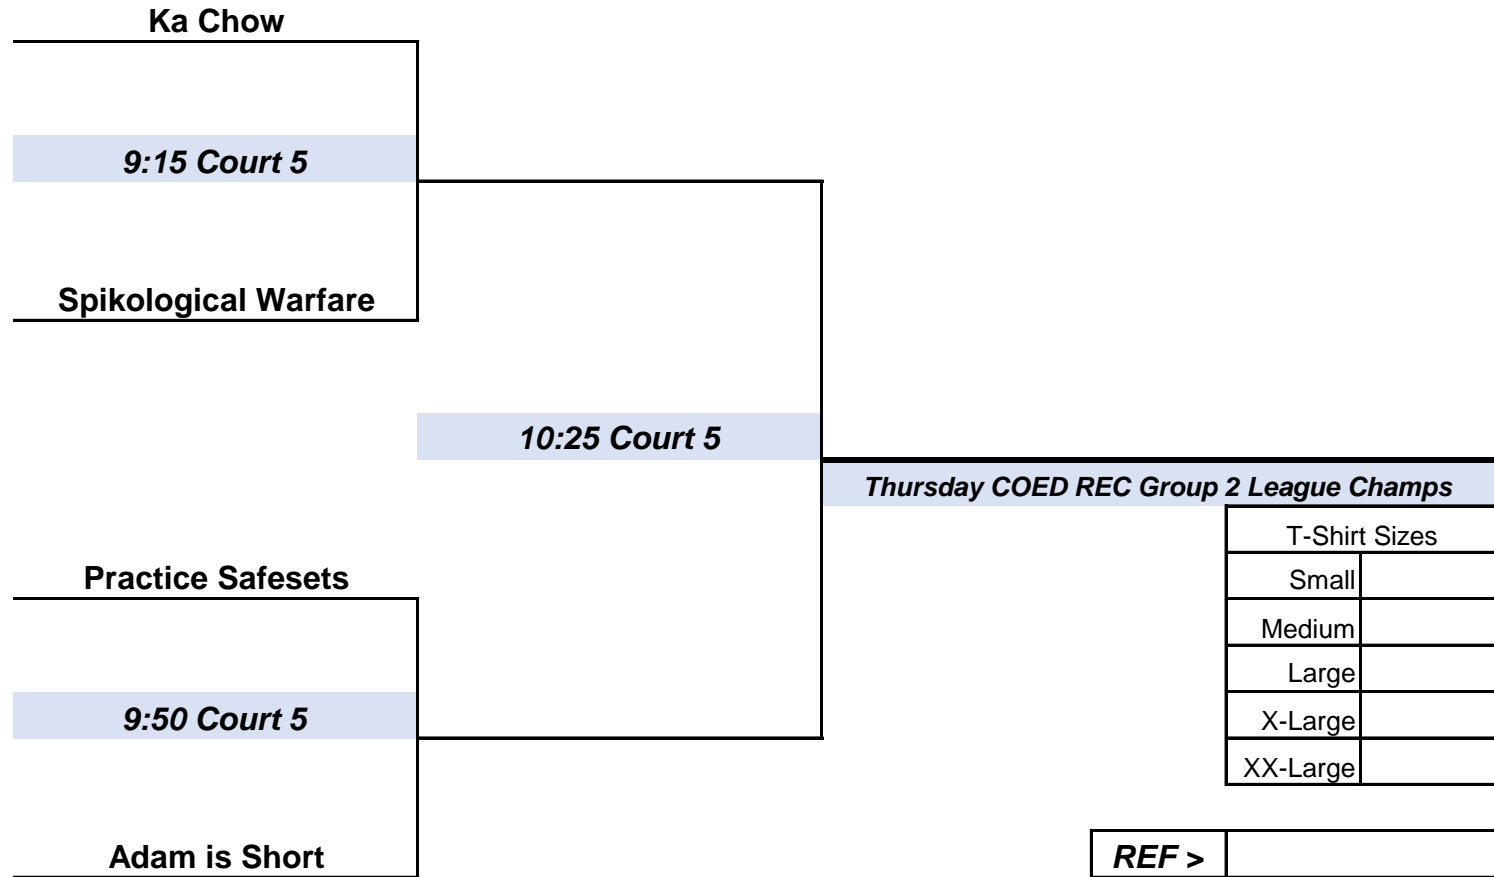 Ka Chow
9:15 Court 5
Spikological Warfare
10:25 Court 5
Thursday COED REC Group 2 League Champs
T-Shirt Sizes
Practice Safesets
Small
Medium
Large
9:50 Court 5
X-Large
XX-Large
Adam is Short
REF >